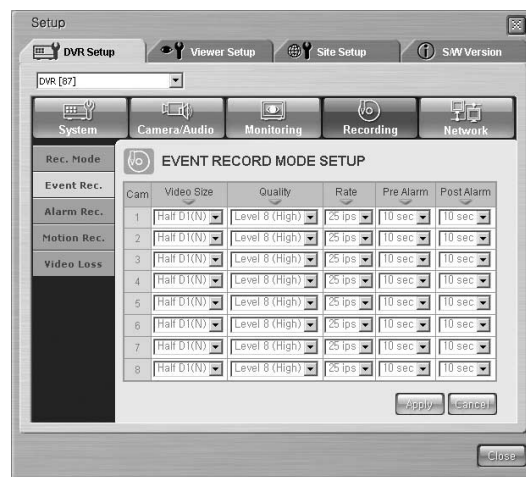 Setup
DVR Setup
Viewer Setup
Site Setup
S/W Version
DVR [87]
System
Camera/Audio
Monitoring
Recording
Network
Rec. Mode
Event Rec.
Alarm Rec.
Motion Rec.
Video Loss
EVENT RECORD MODE SETUP
Cam Video Size Quality Rate Pre Alarm Post Alarm
1 Half D1(N) Level 8 (High) 25 ips 10 sec 10 sec
2 Half D1(N) Level 8 (High) 25 ips 10 sec 10 sec
3 Half D1(N) Level 8 (High) 25 ips 10 sec 10 sec
4 Half D1(N) Level 8 (High) 25 ips 10 sec 10 sec
5 Half D1(N) Level 8 (High) 25 ips 10 sec 10 sec
6 Half D1(N) Level 8 (High) 25 ips 10 sec 10 sec
7 Half D1(N) Level 8 (High) 25 ips 10 sec 10 sec
8 Half D1(N) Level 8 (High) 25 ips 10 sec 10 sec
Apply Cancel
Close